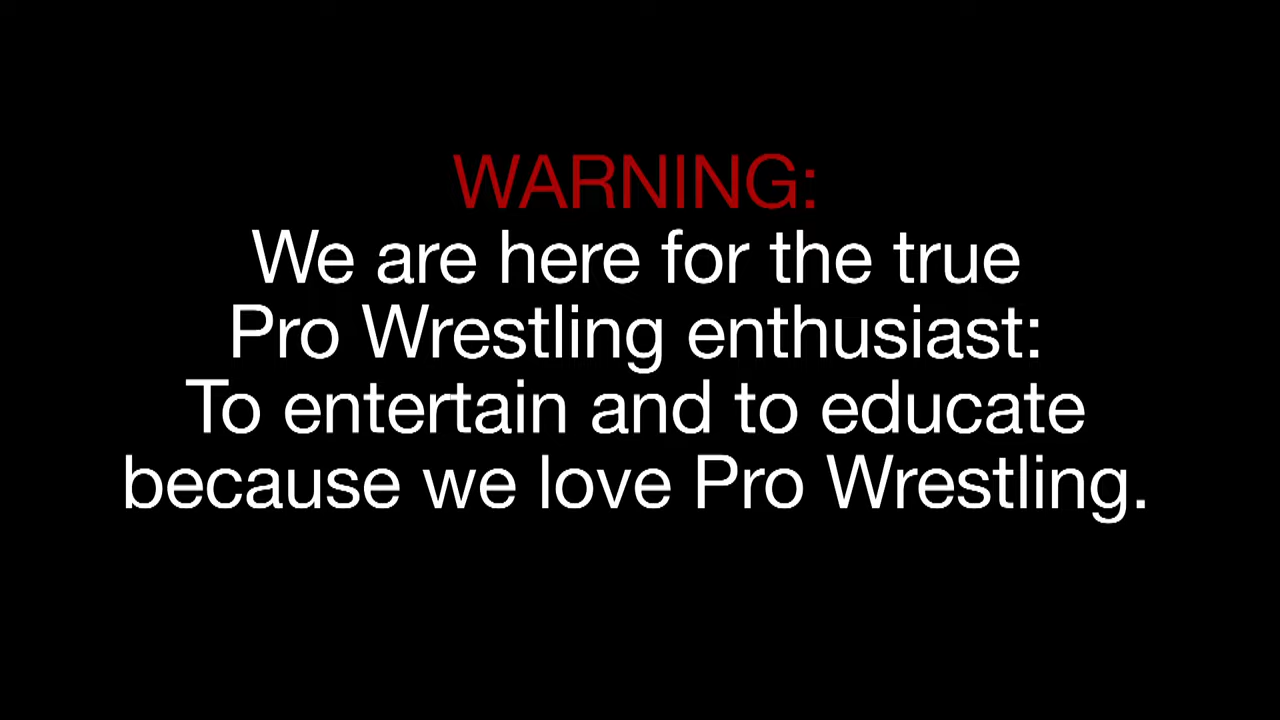 WARNING:
We are here for the true
Pro Wrestling enthusiast:
To entertain and to educate
because we love Pro Wrestling.